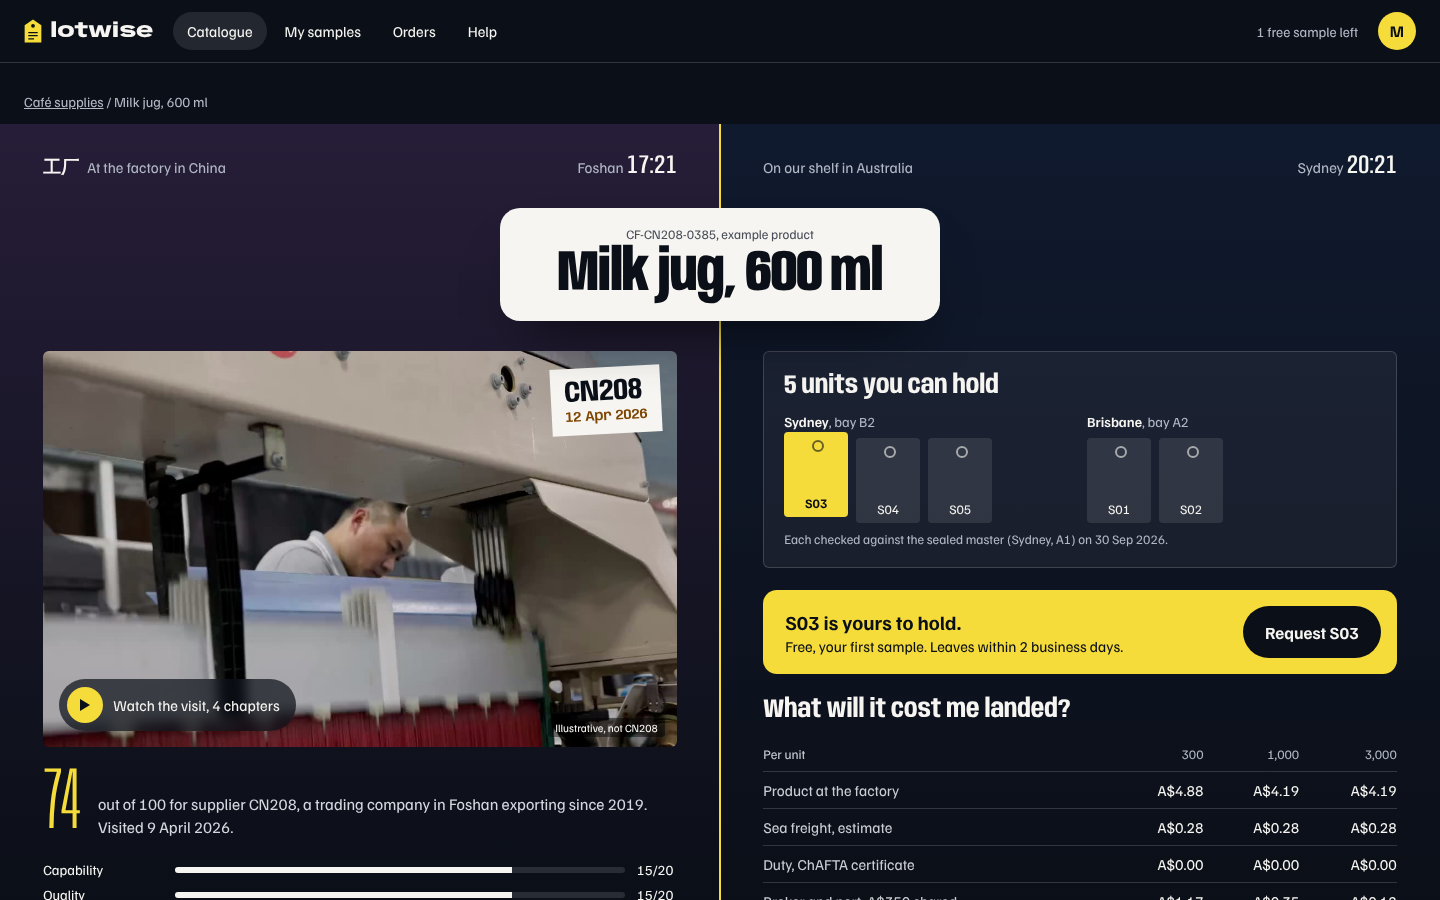 lotwise
Catalogue
My samples
Orders
Help
1 free sample left
M
Café supplies / Milk jug, 600 ml
工厂 At the factory in China
Foshan 17:21
On our shelf in Australia
Sydney 20:21
CF-CN208-0385, example product
Milk jug, 600 ml
CN208
12 Apr 2026
Watch the visit, 4 chapters
Illustrative, not CN208
74 out of 100 for supplier CN208, a trading company in Foshan exporting since 2019.
Visited 9 April 2026.
Capability 15/20
Quality 15/20
5 units you can hold
Sydney, bay B2
S03
S04
S05
Brisbane, bay A2
S01
S02
Each checked against the sealed master (Sydney, A1) on 30 Sep 2026.
S03 is yours to hold.
Free, your first sample. Leaves within 2 business days.
Request S03
What will it cost me landed?
Per unit 300 1,000 3,000
Product at the factory A$4.88 A$4.19 A$4.19
Sea freight, estimate A$0.28 A$0.28 A$0.28
Duty, ChAFTA certificate A$0.00 A$0.00 A$0.00